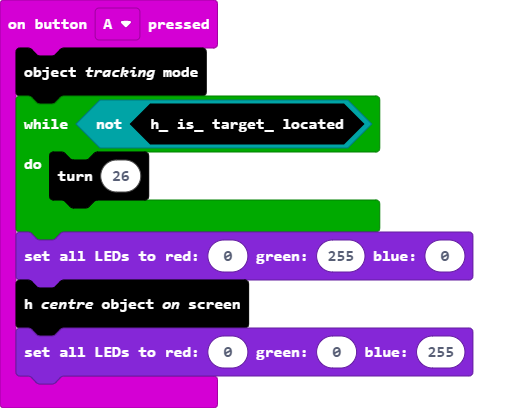 on button A pressed
object tracking mode
while not h_ is_ target_ located
do turn 26
set all LEDs to red: 0 green: 255 blue: 0
h centre object on screen
set all LEDs to red: 0 green: 0 blue: 255